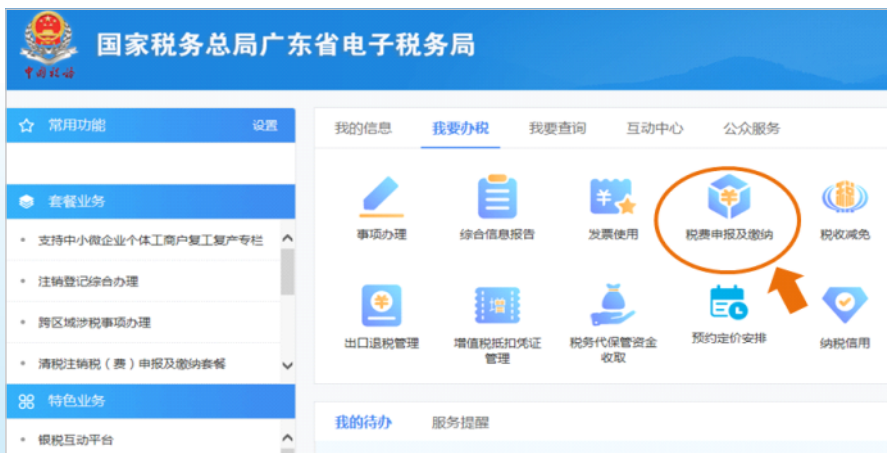 国家税务总局广东省电子税务局
中国税务
常用功能 设置
套餐业务
支持中小微企业个体工商户复工复产专栏
注销登记综合办理
跨区域涉税事项办理
清税注销税（费）申报及缴纳套餐
特色业务
银税互动平台
我的信息 我要办税 我要查询 互动中心 公众服务
事项办理 综合信息报告 发票使用 税费申报及缴纳 税收减免
增
税
出口退税管理 增值税抵扣凭证 税务代保管资金 预约定价安排 纳税信用
管理 收取
我的待办 服务提醒